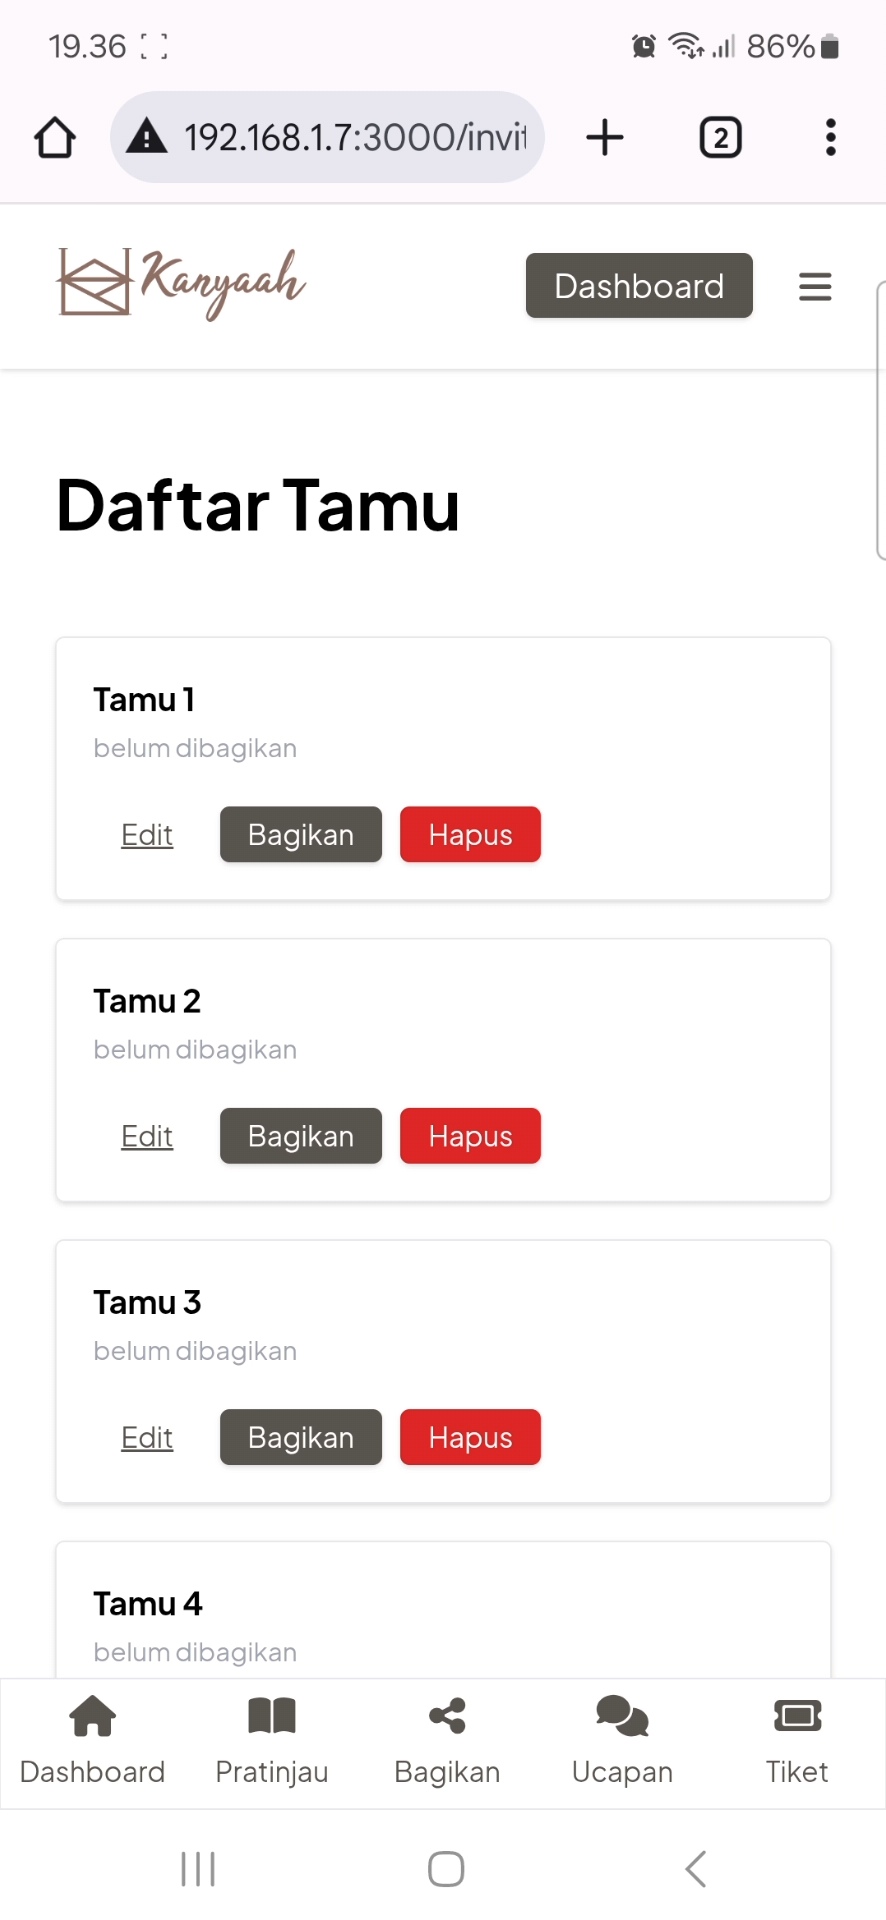 19.36
86%
192.168.1.7:3000/invit
2
Kanyaah
Dashboard
Daftar Tamu
Tamu 1
belum dibagikan
Edit Bagikan Hapus
Tamu 2
belum dibagikan
Edit Bagikan Hapus
Tamu 3
belum dibagikan
Edit Bagikan Hapus
Tamu 4
belum dibagikan
Dashboard Pratinjau Bagikan Ucapan Tiket